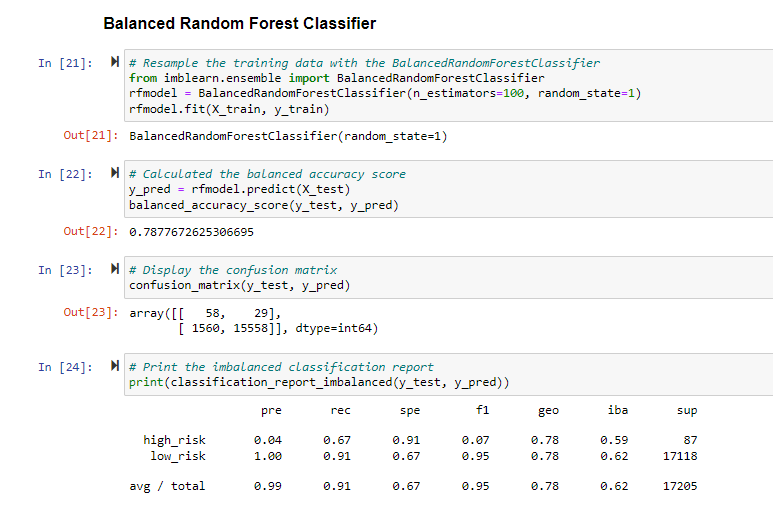 Balanced Random Forest Classifier
In [21]: # Resample the training data with the BalancedRandomForestClassifier
from imblearn.ensemble import BalancedRandomForestClassifier
rfmodel = BalancedRandomForestClassifier(n_estimators=100, random_state=1)
rfmodel.fit(X_train, y_train)
Out[21]: BalancedRandomForestClassifier(random_state=1)
In [22]: # Calculated the balanced accuracy score
y_pred = rfmodel.predict(X_test)
balanced_accuracy_score(y_test, y_pred)
Out[22]: 0.7877672625306695
In [23]: # Display the confusion matrix
confusion_matrix(y_test, y_pred)
Out[23]: array([[   58,    29],
       [ 1560, 15558]], dtype=int64)
In [24]: # Print the imbalanced classification report
print(classification_report_imbalanced(y_test, y_pred))
pre rec spe f1 geo iba sup
high_risk 0.04 0.67 0.91 0.07 0.78 0.59 87
low_risk 1.00 0.91 0.67 0.95 0.78 0.62 17118
avg / total 0.99 0.91 0.67 0.95 0.78 0.62 17205